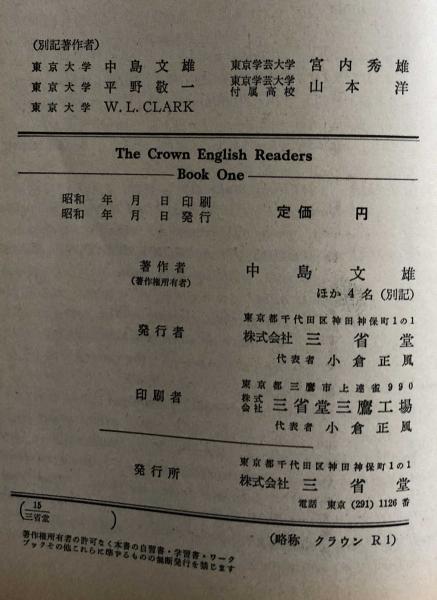 (別記著作者)
東京大学 中島文雄 東京学芸大学 宮内秀雄
東京大学 平野敬一 東京学芸大学付属高校 山本洋
東京大学 W. L. CLARK
The Crown English Readers
Book One
昭和 年 月 日 印刷
昭和 年 月 日 発行 定価 円
著作者 中島文雄
(著作権所有者) ほか4名(別記)
東京都千代田区神田神保町1の1
発行者 株式会社 三省堂
代表者 小倉正風
東京都三鷹市上連雀990
印刷者 株式会社 三省堂三鷹工場
代表者 小倉正風
東京都千代田区神田神保町1の1
発行所 株式会社 三省堂
電話 東京 (291) 1126番
(15
三省堂 )
(略称 クラウン R1)
著作権所有者の許可なく本書の自習書・学習書・ワーク
ブックその他これらに準ずるものの無断発行を禁じます